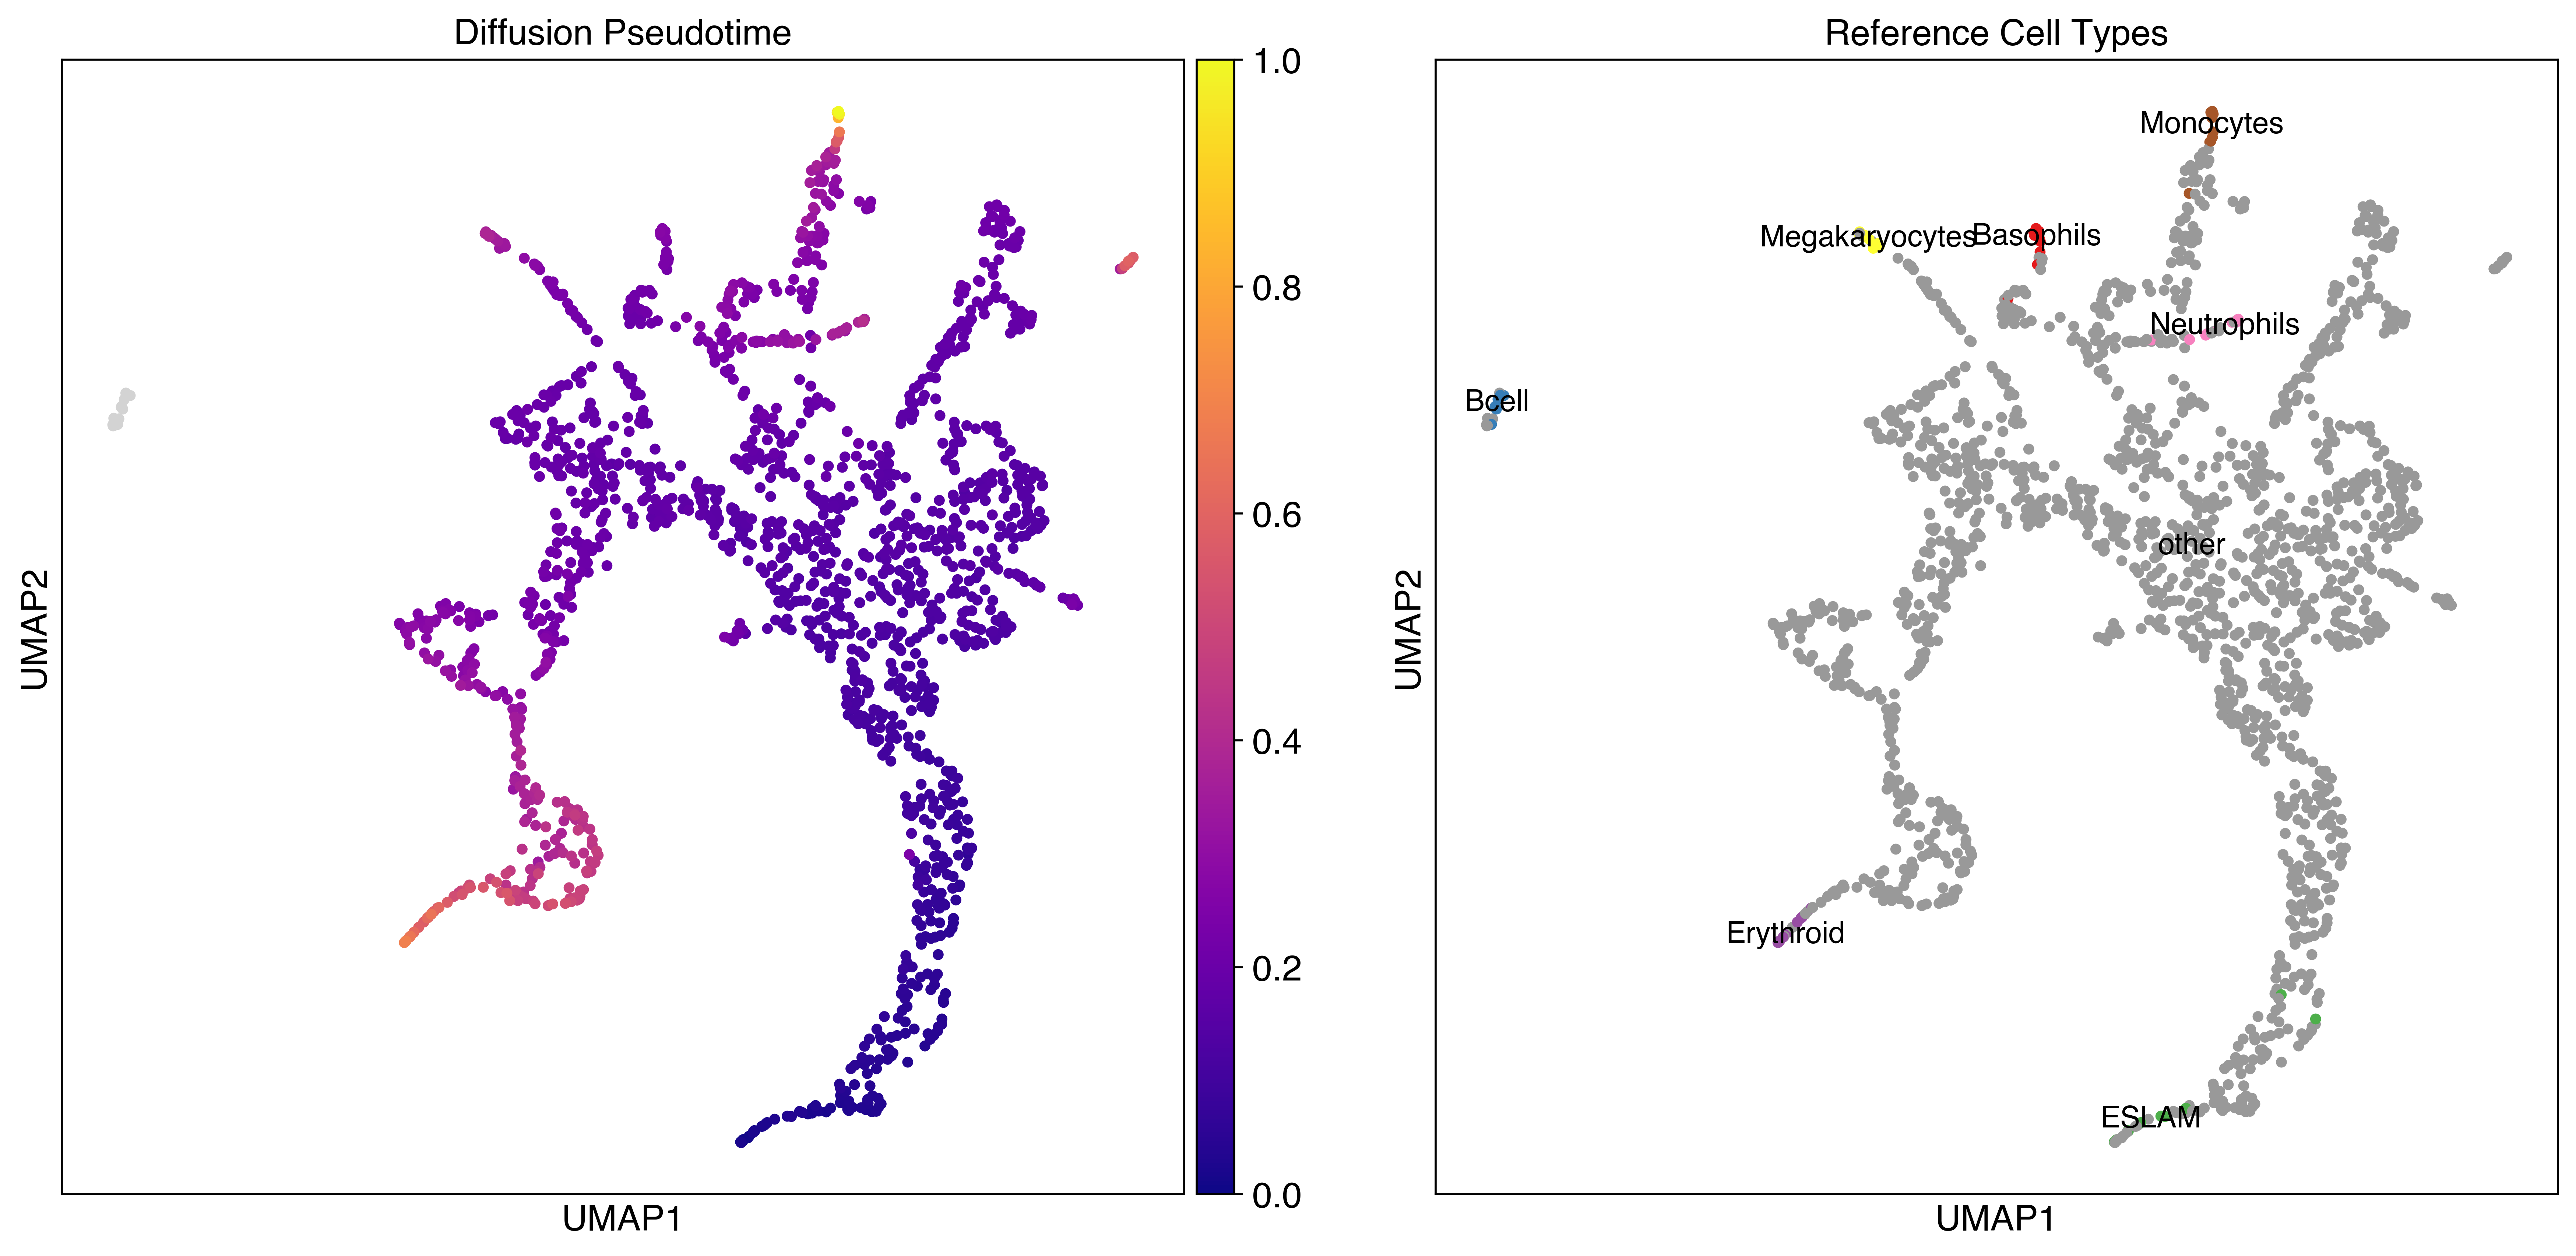 Diffusion Pseudotime
UMAP2
UMAP1
1.0
0.8
0.6
0.4
0.2
0.0
Reference Cell Types
Monocytes
Megakaryocytes
Basophils
Neutrophils
Bcell
other
Erythroid
ESLAM
UMAP2
UMAP1